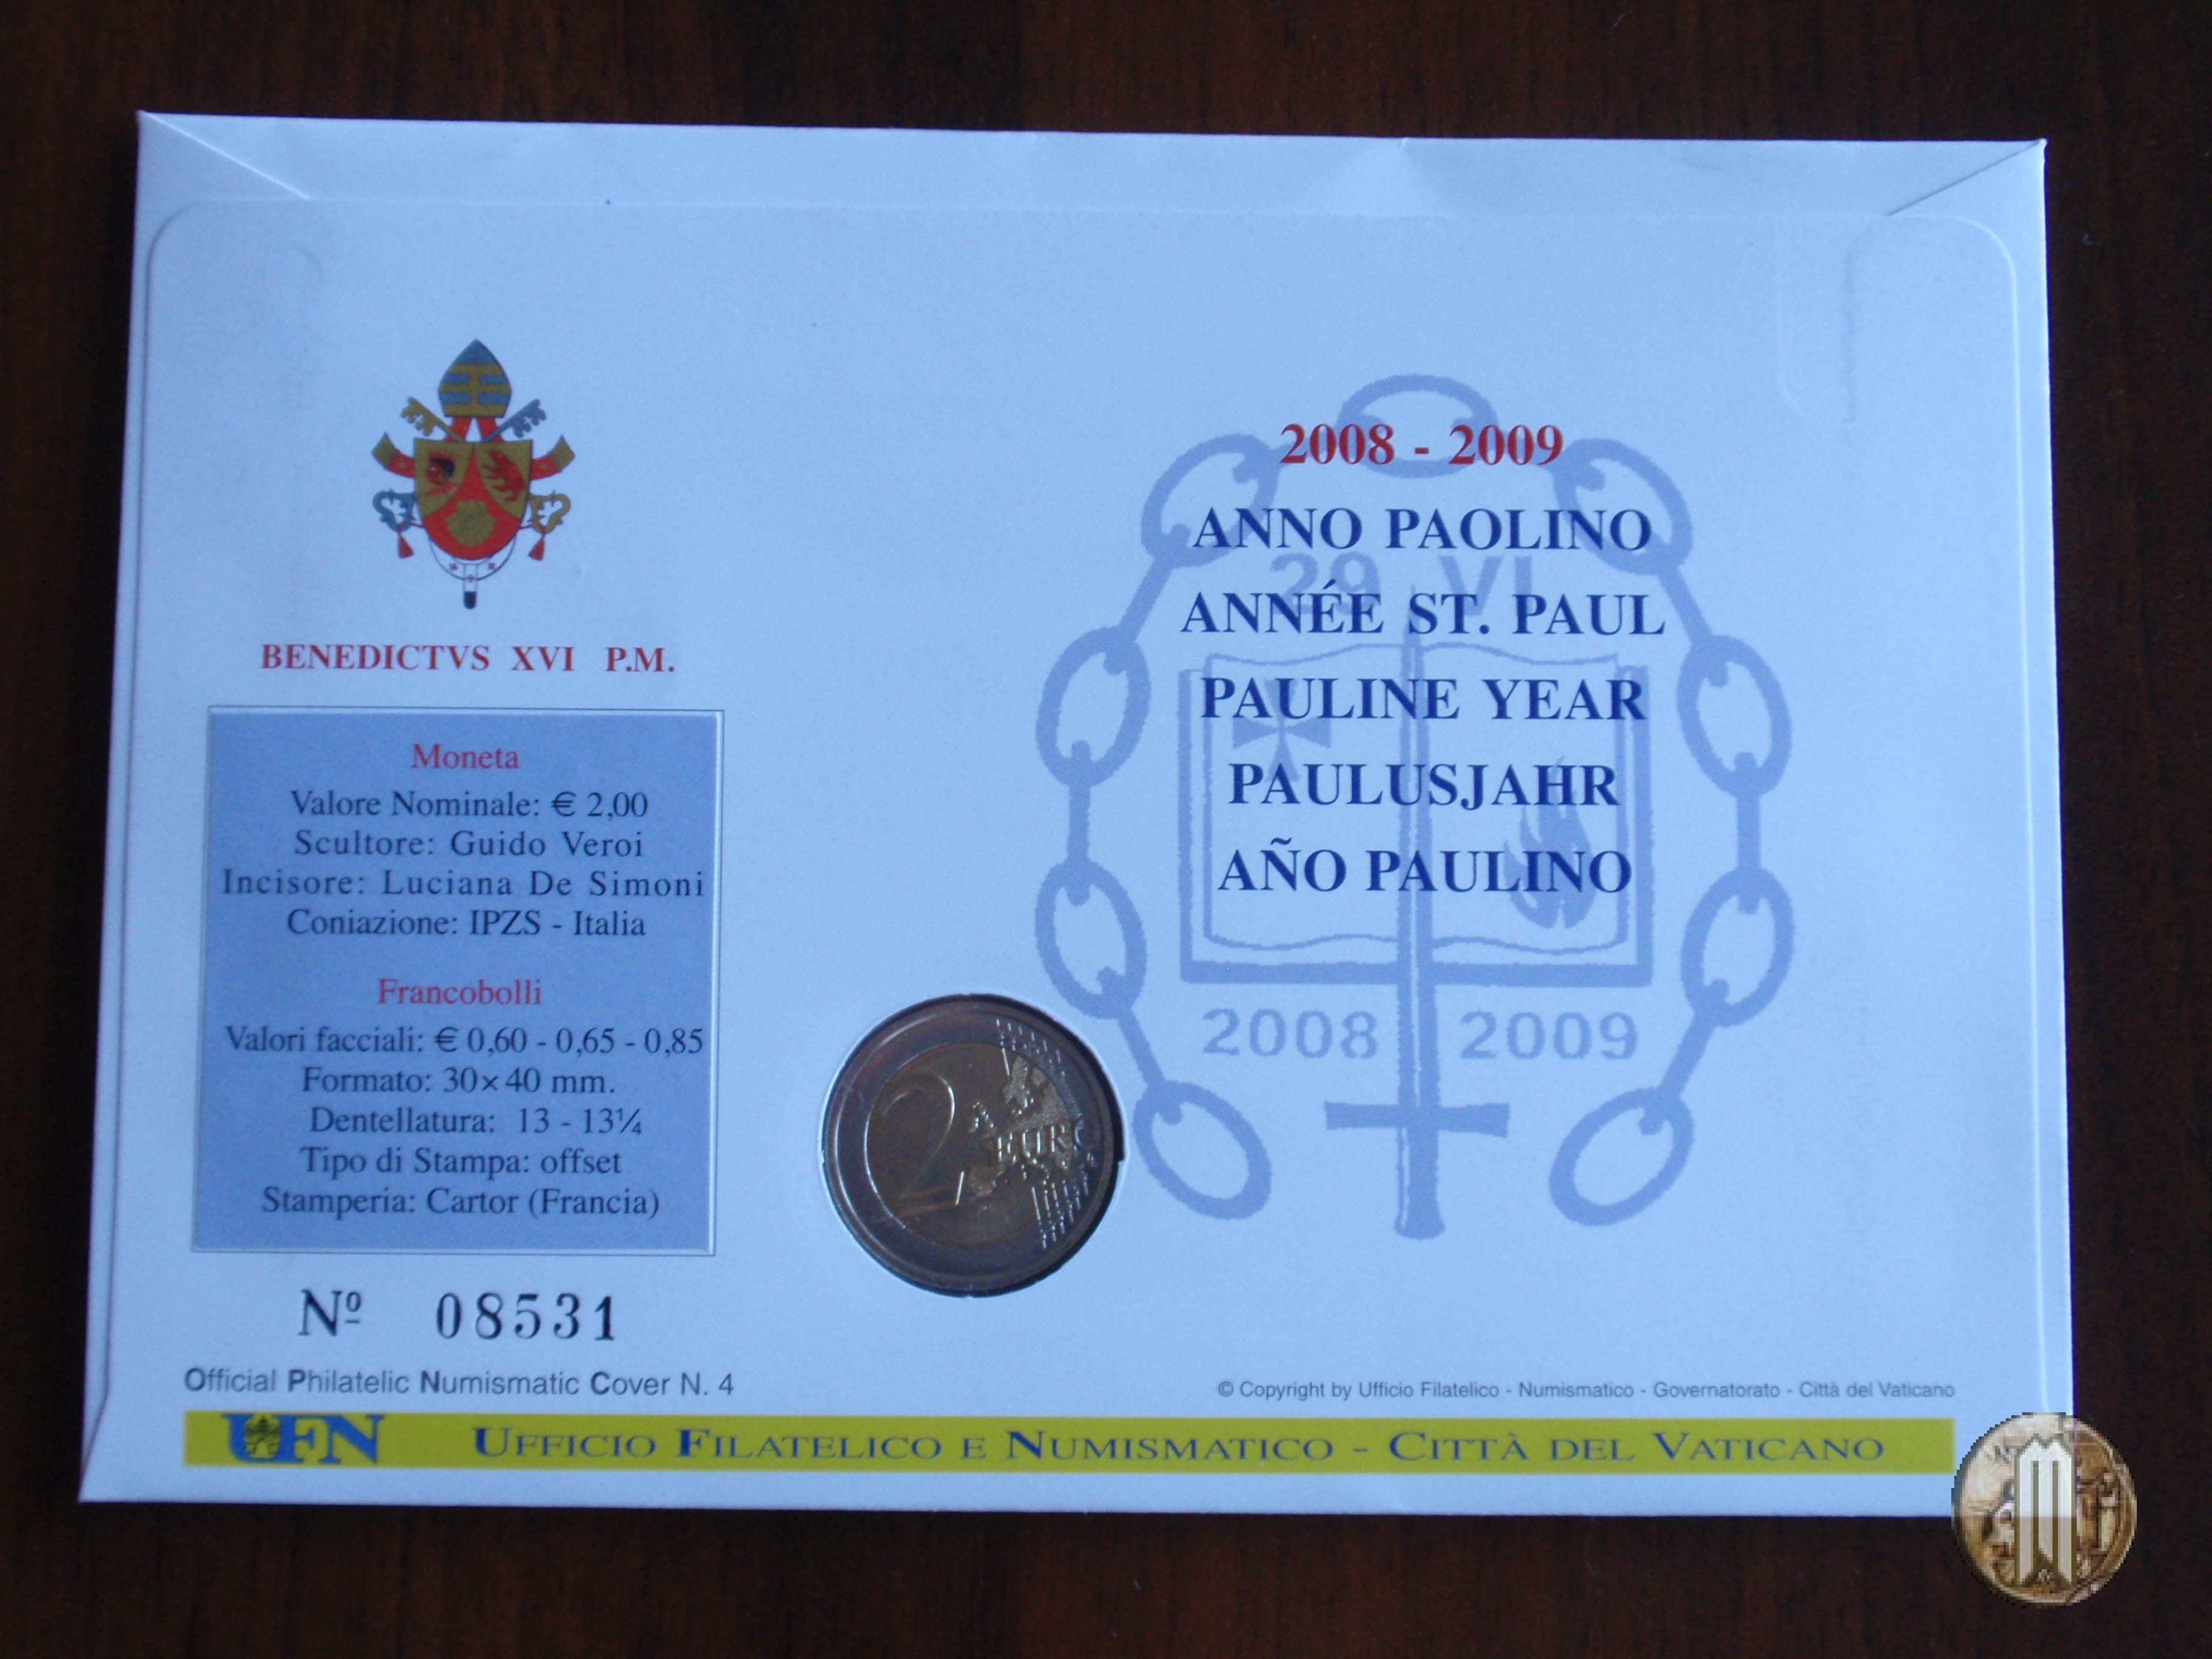 BENEDICTVS XVI P.M.
Moneta
Valore Nominale: € 2,00
Scultore: Guido Veroi
Incisore: Luciana De Simoni
Coniazione: IPZS - Italia
Francobolli
Valori facciali: € 0,60 - 0,65 - 0,85
Formato: 30×40 mm.
Dentellatura: 13 - 13¼
Tipo di Stampa: offset
Stamperia: Cartor (Francia)
Nº 08531
Official Philatelic Numismatic Cover N. 4
2008 - 2009
ANNO PAOLINO
29 VI
ANNÉE ST. PAUL
PAULINE YEAR
PAULUSJAHR
AÑO PAULINO
2008 2009
2 EURO
© Copyright by Ufficio Filatelico - Numismatico - Governatorato - Città del Vaticano
UFN UFFICIO FILATELICO E NUMISMATICO - CITTÀ DEL VATICANO
M